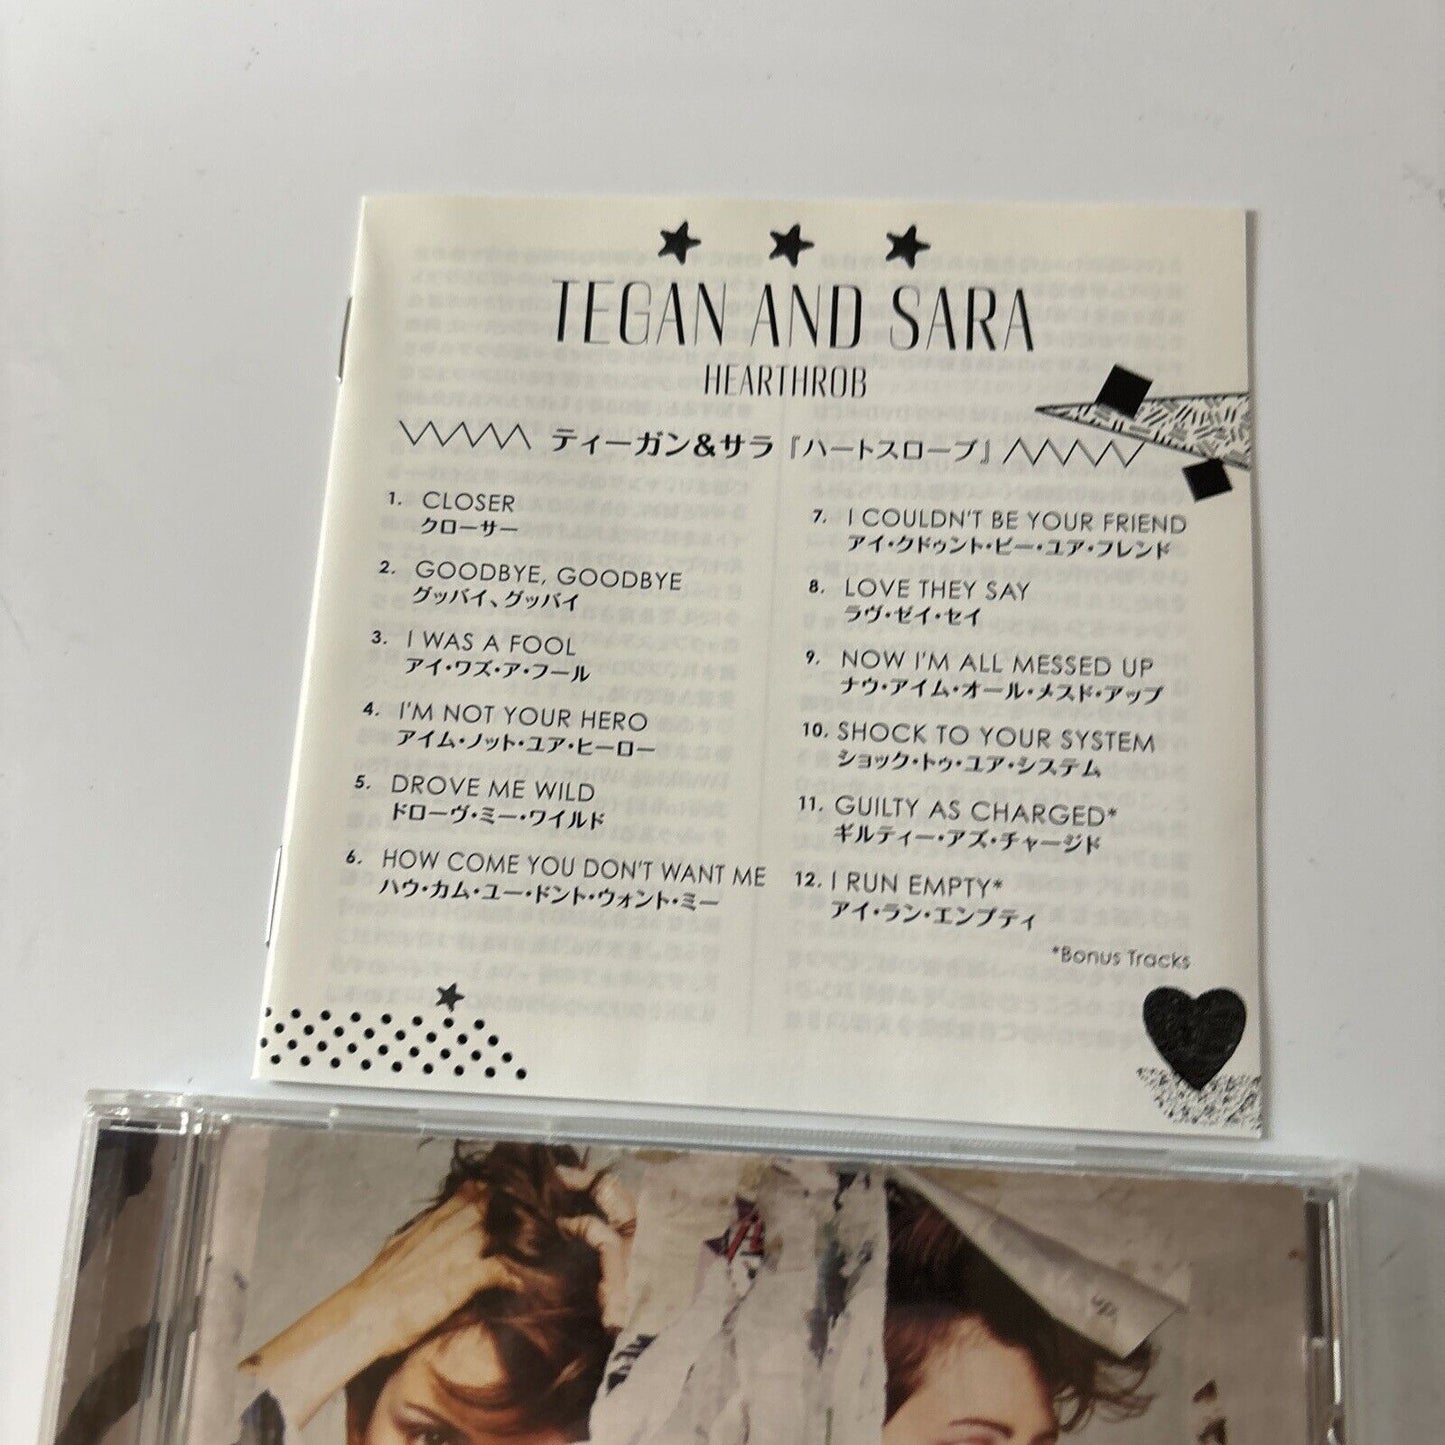 TEGAN AND SARA
HEARTHROB
ティーガン&サラ『ハートスローブ』
1. CLOSER
クローサー
2. GOODBYE, GOODBYE
グッバイ、グッバイ
3. I WAS A FOOL
アイ・ワズ・ア・フール
4. I'M NOT YOUR HERO
アイム・ノット・ユア・ヒーロー
5. DROVE ME WILD
ドローヴ・ミー・ワイルド
6. HOW COME YOU DON'T WANT ME
ハウ・カム・ユー・ドント・ウォント・ミー
7. I COULDN'T BE YOUR FRIEND
アイ・クドゥント・ビー・ユア・フレンド
8. LOVE THEY SAY
ラヴ・ゼイ・セイ
9. NOW I'M ALL MESSED UP
ナウ・アイム・オール・メスド・アップ
10. SHOCK TO YOUR SYSTEM
ショック・トゥ・ユア・システム
11. GUILTY AS CHARGED*
ギルティー・アズ・チャージド
12. I RUN EMPTY*
アイ・ラン・エンプティ
*Bonus Tracks